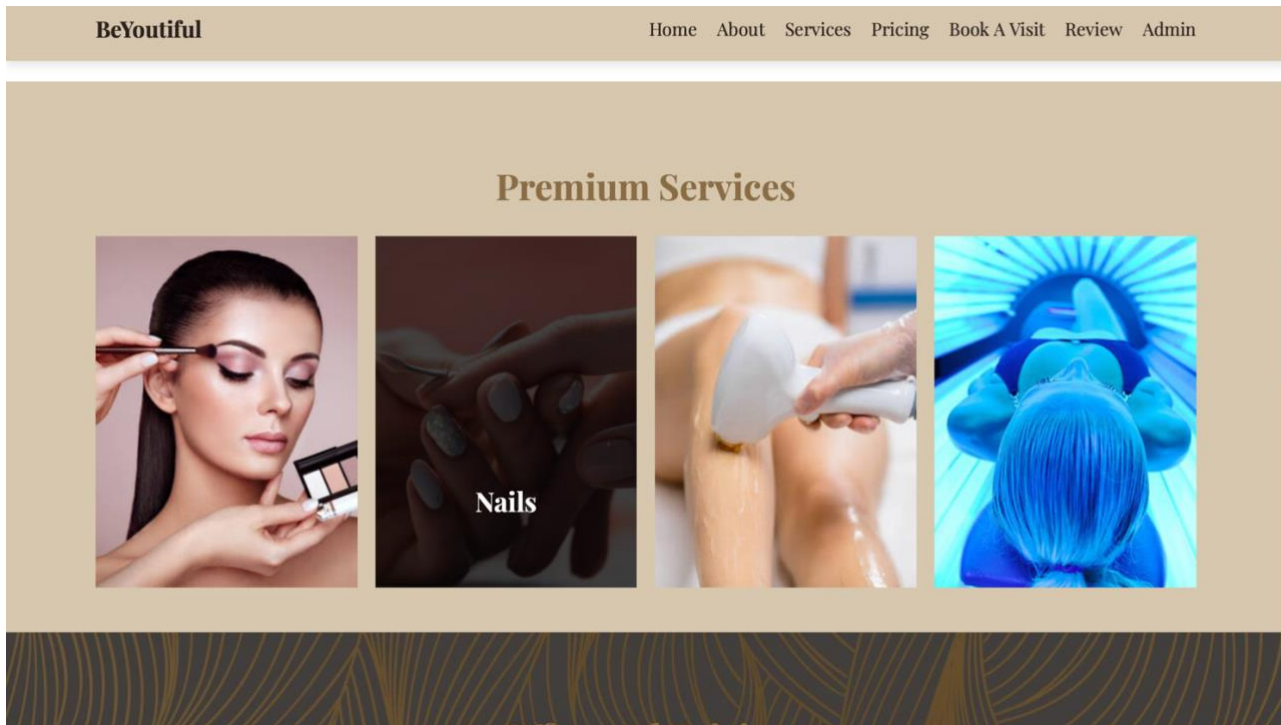 BeYoutiful
Home About Services Pricing Book A Visit Review Admin
Premium Services
Nails